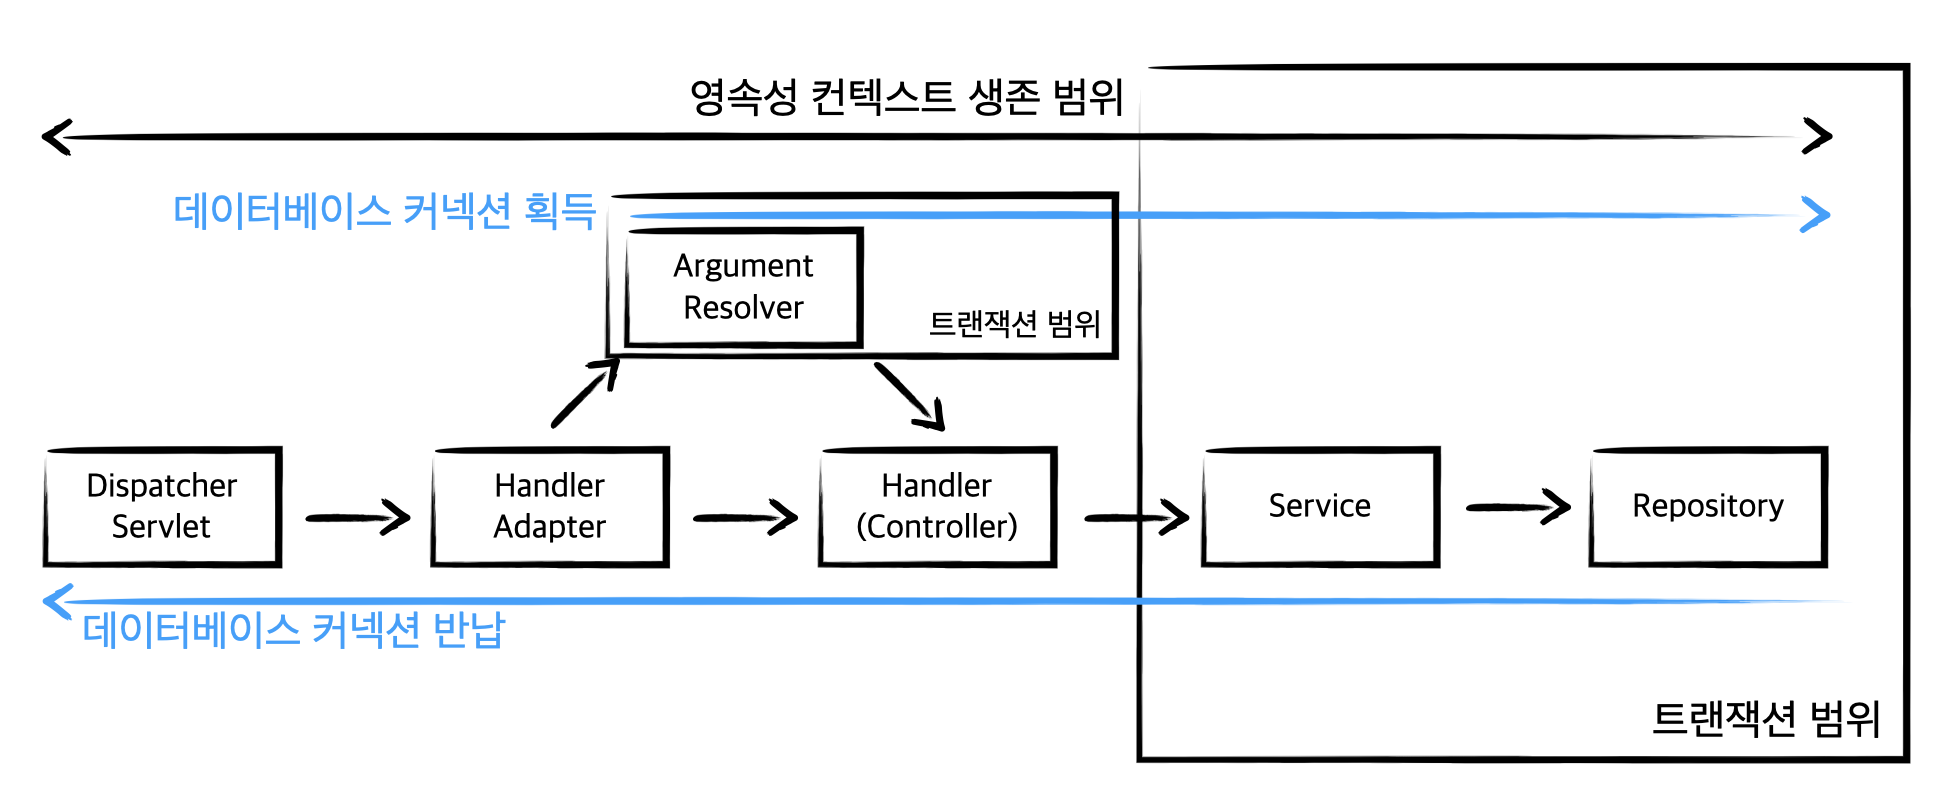 영속성 컨텍스트 생존 범위
데이터베이스 커넥션 획득
Argument
Resolver
트랜잭션 범위
Dispatcher
Servlet
Handler
Adapter
Handler
(Controller)
Service
Repository
데이터베이스 커넥션 반납
트랜잭션 범위